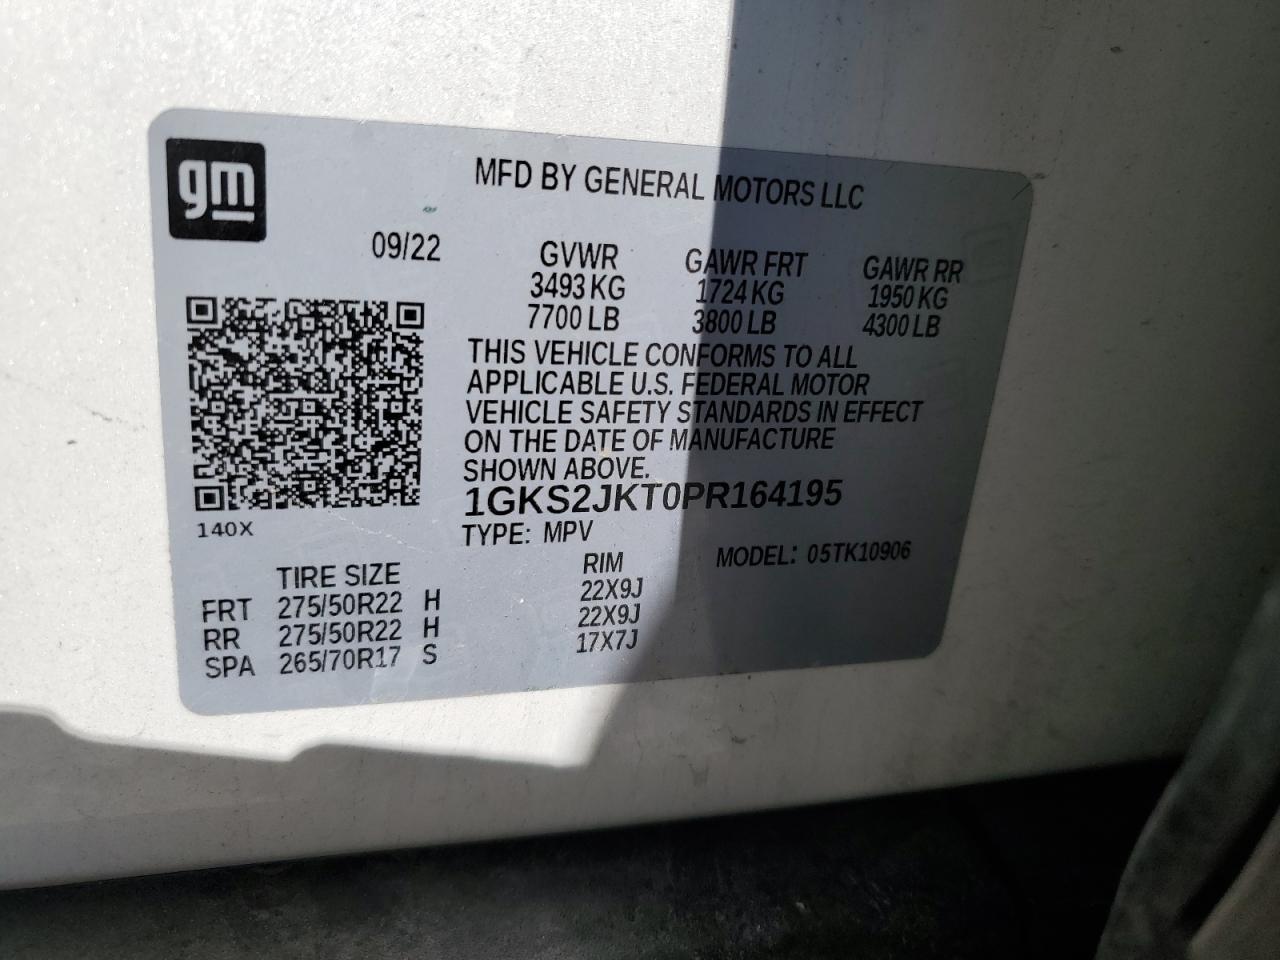 gm
MFD BY GENERAL MOTORS LLC
09/22
GVWR GAWR FRT GAWR RR
3493 KG 1724 KG 1950 KG
7700 LB 3800 LB 4300 LB
THIS VEHICLE CONFORMS TO ALL
APPLICABLE U.S. FEDERAL MOTOR
VEHICLE SAFETY STANDARDS IN EFFECT
ON THE DATE OF MANUFACTURE
SHOWN ABOVE.
1GKS2JKT0PR164195
140X
TYPE: MPV MODEL: 05TK10906
TIRE SIZE RIM
FRT 275/50R22 H 22X9J
RR 275/50R22 H 22X9J
SPA 265/70R17 S 17X7J